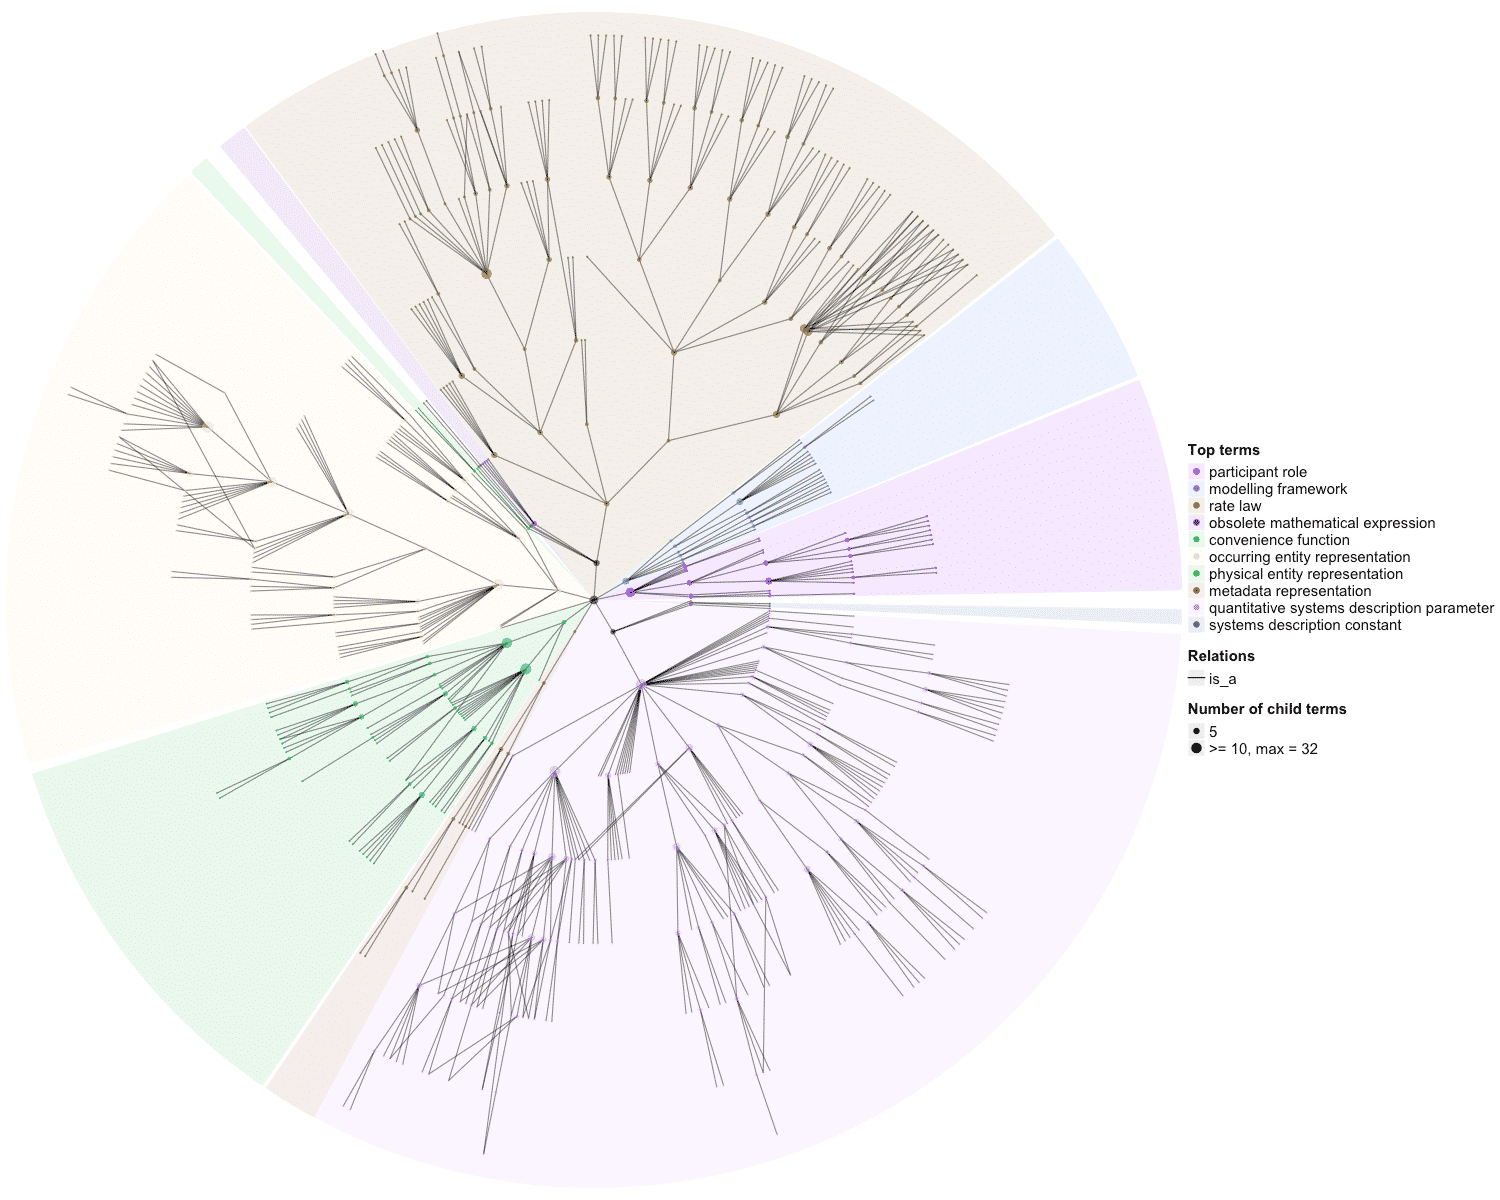 Top terms
participant role
modelling framework
rate law
obsolete mathematical expression
convenience function
occurring entity representation
physical entity representation
metadata representation
quantitative systems description parameter
systems description constant
Relations
is_a
Number of child terms
5
>= 10, max = 32